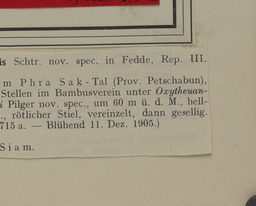 is Schtr. nov. spec. in Fedde, Rep. III.
m Phra Sak-Tal (Prov. Petschabun),
Stellen im Bambusverein unter Oxytheuan-
i Pilger nov. spec., um 60 m ü. d. M., hell-
., rötlicher Stiel, vereinzelt, dann gesellig.
715 a. — Blühend 11. Dez. 1905.)
Siam.